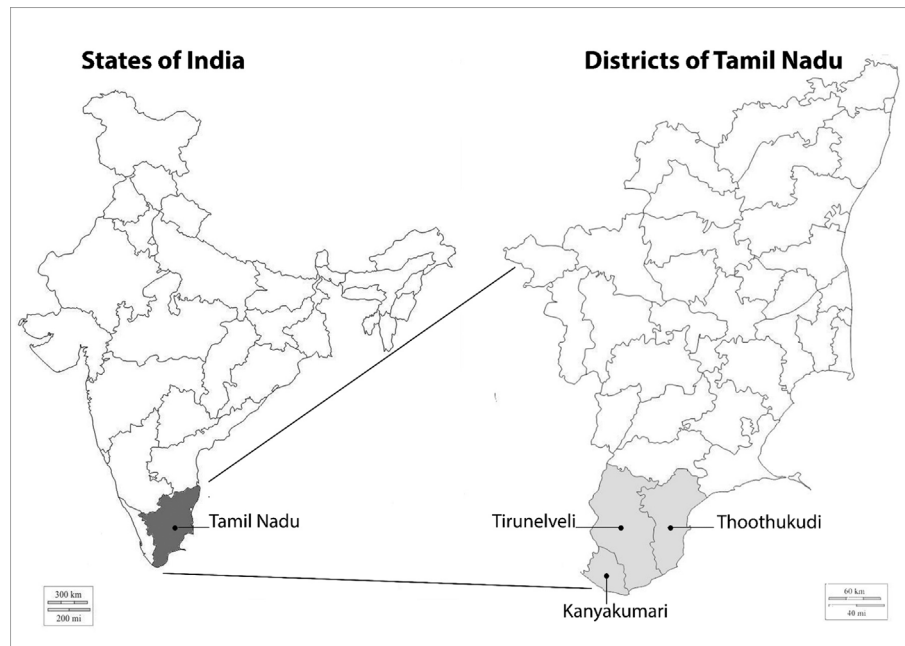 States of India
Districts of Tamil Nadu
Tamil Nadu
Tirunelveli
Thoothukudi
Kanyakumari
300 km
200 mi
60 km
40 mi